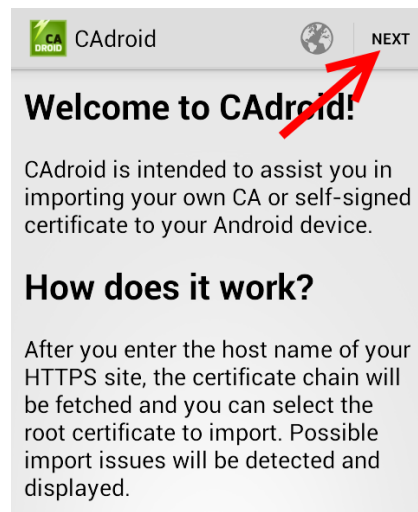 CA
DROID
CAdroid
NEXT
Welcome to CAdroid!
CAdroid is intended to assist you in
importing your own CA or self-signed
certificate to your Android device.
How does it work?
After you enter the host name of your
HTTPS site, the certificate chain will
be fetched and you can select the
root certificate to import. Possible
import issues will be detected and
displayed.